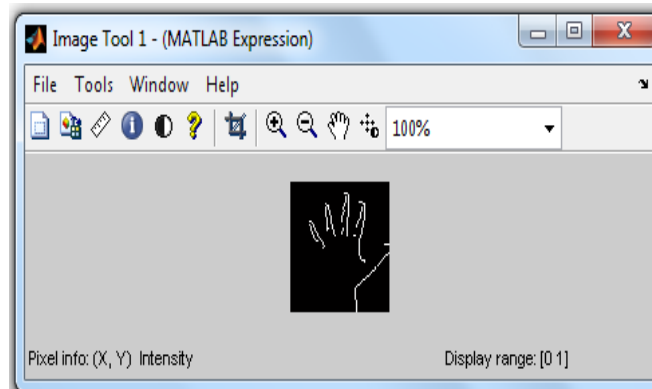 Image Tool 1 - (MATLAB Expression)
File Tools Window Help
100%
Pixel info: (X, Y) Intensity
Display range: [0 1]